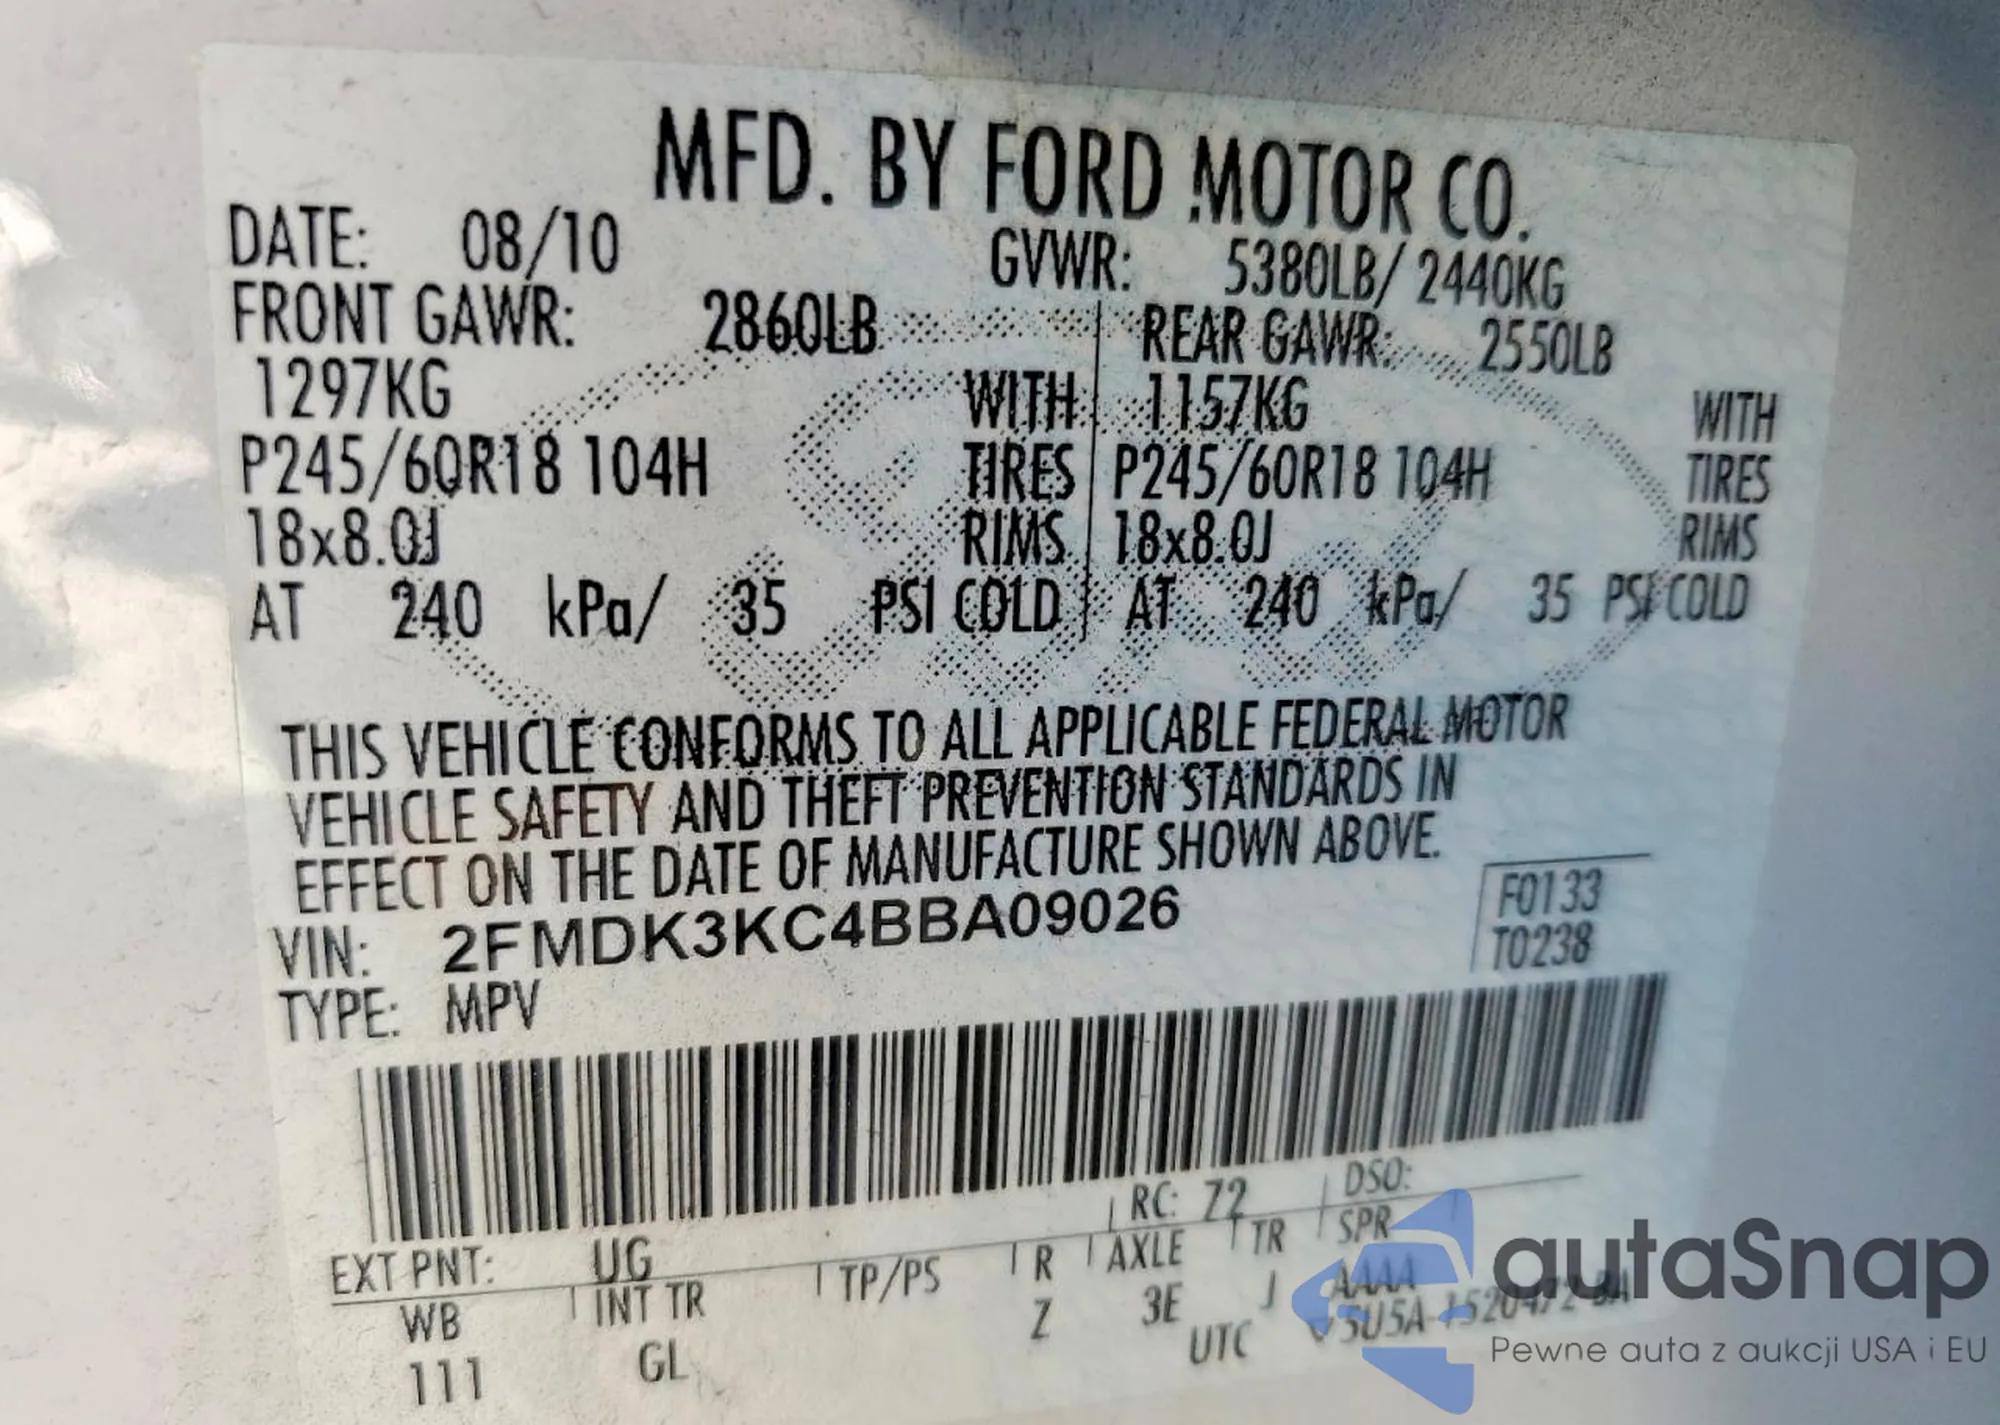 MFD. BY FORD MOTOR CO.
DATE: 08/10 GVWR: 5380LB/ 2440KG
FRONT GAWR: 2860LB REAR GAWR: 2550LB
1297KG WITH 1157KG WITH
P245/60R18 104H TIRES P245/60R18 104H TIRES
18x8.0J RIMS 18x8.0J RIMS
AT 240 kPa/ 35 PSI COLD AT 240 kPa/ 35 PSI COLD
THIS VEHICLE CONFORMS TO ALL APPLICABLE FEDERAL MOTOR
VEHICLE SAFETY AND THEFT PREVENTION STANDARDS IN
EFFECT ON THE DATE OF MANUFACTURE SHOWN ABOVE.
VIN: 2FMDK3KC4BBA09026 F0133
T0238
TYPE: MPV
EXT PNT: UG RC: 72 DSO:
WB INT TR TP/PS R AXLE TR SPR
111 GL Z 3E J AAAA
UTC
autaSnap
Pewne auta z aukcji USA i EU